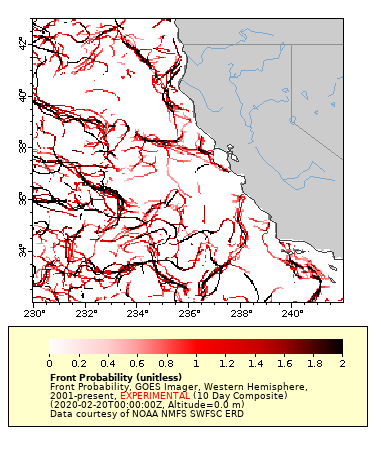 42°
40°
38°
36°
34°
230° 232° 234° 236° 238° 240°
0 0.2 0.4 0.6 0.8 1 1.2 1.4 1.6 1.8 2
Front Probability (unitless)
Front Probability, GOES Imager, Western Hemisphere,
2001-present, EXPERIMENTAL (10 Day Composite)
(2020-02-20T00:00:00Z, Altitude=0.0 m)
Data courtesy of NOAA NMFS SWFSC ERD